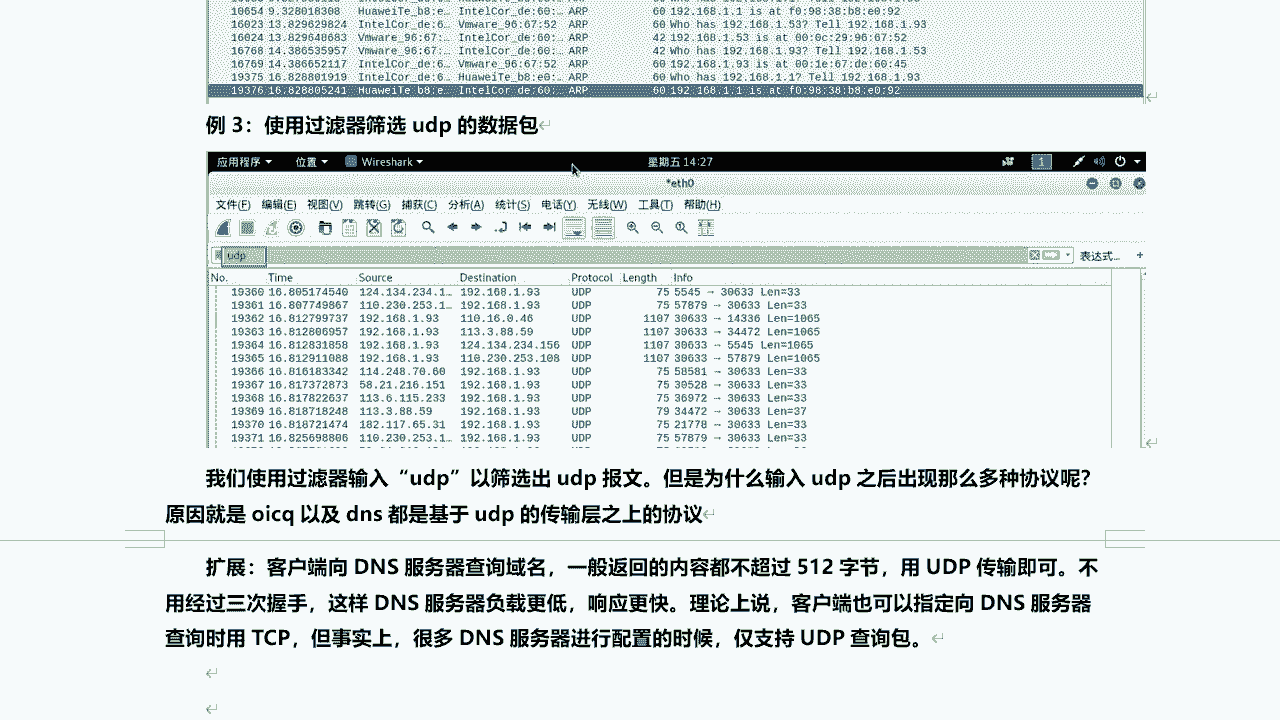 10654 9.328018308 HuaweiTe_b8:e… IntelCor_de:60:… ARP 60 192.168.1.1 is at f0:98:38:b8:e0:92
16023 13.829629824 IntelCor_de:6… Vmware_96:67:52 ARP 60 Who has 192.168.1.53? Tell 192.168.1.93
16024 13.829640683 Vmware_96:67:… IntelCor_de:60:… ARP 42 192.168.1.53 is at 00:0c:29:96:67:52
16768 14.386535957 Vmware_96:67:… IntelCor_de:60:… ARP 42 Who has 192.168.1.93? Tell 192.168.1.53
16769 14.386652117 IntelCor_de:6… Vmware_96:67:52 ARP 60 192.168.1.93 is at 00:1e:67:de:60:45
19375 16.828801919 IntelCor_de:6… HuaweiTe_b8:e0:… ARP 60 Who has 192.168.1.1? Tell 192.168.1.93
19376 16.828805241 HuaweiTe_b8:e… IntelCor_de:60:… ARP 60 192.168.1.1 is at f0:98:38:b8:e0:92
例 3：使用过滤器筛选 udp 的数据包
应用程序 位置 Wireshark 星期五 14:27 1
*eth0
文件(F) 编辑(E) 视图(V) 跳转(G) 捕获(C) 分析(A) 统计(S) 电话(Y) 无线(W) 工具(T) 帮助(H)
udp 表达式… +
No. Time Source Destination Protocol Length Info
19360 16.805174540 124.134.234.1… 192.168.1.93 UDP 75 5545 → 30633 Len=33
19361 16.807749867 110.230.253.1… 192.168.1.93 UDP 75 57879 → 30633 Len=33
19362 16.812799737 192.168.1.93 110.16.0.46 UDP 1107 30633 → 14336 Len=1065
19363 16.812806957 192.168.1.93 113.3.88.59 UDP 1107 30633 → 34472 Len=1065
19364 16.812831858 192.168.1.93 124.134.234.156 UDP 1107 30633 → 5545 Len=1065
19365 16.812911088 192.168.1.93 110.230.253.108 UDP 1107 30633 → 57879 Len=1065
19366 16.816183342 114.248.70.60 192.168.1.93 UDP 75 58581 → 30633 Len=33
19367 16.817372873 58.21.216.151 192.168.1.93 UDP 75 30528 → 30633 Len=33
19368 16.817822637 113.6.115.233 192.168.1.93 UDP 75 36972 → 30633 Len=33
19369 16.818718248 113.3.88.59 192.168.1.93 UDP 79 34472 → 30633 Len=37
19370 16.818721474 182.117.65.31 192.168.1.93 UDP 75 21778 → 30633 Len=33
19371 16.825698806 110.230.253.1… 192.168.1.93 UDP 75 57879 → 30633 Len=33
我们使用过滤器输入“udp”以筛选出 udp 报文。但是为什么输入 udp 之后出现那么多种协议呢？
原因就是 oicq 以及 dns 都是基于 udp 的传输层之上的协议
扩展：客户端向 DNS 服务器查询域名，一般返回的内容都不超过 512 字节，用 UDP 传输即可。不
用经过三次握手，这样 DNS 服务器负载更低，响应更快。理论上说，客户端也可以指定向 DNS 服务器
查询时用 TCP，但事实上，很多 DNS 服务器进行配置的时候，仅支持 UDP 查询包。